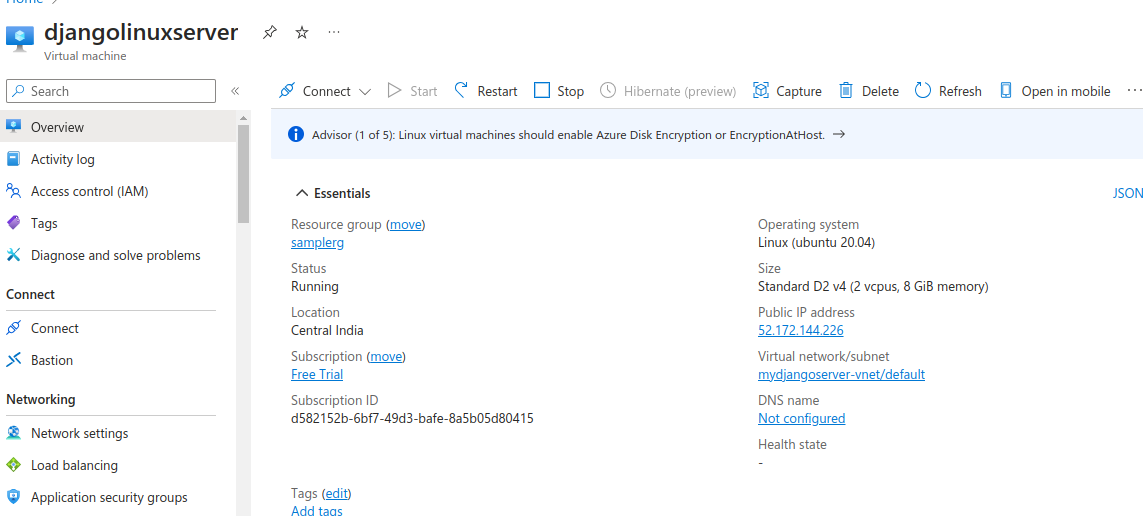 Home
djangolinuxserver
Virtual machine
Search
Connect
Start
Restart
Stop
Hibernate (preview)
Capture
Delete
Refresh
Open in mobile
Advisor (1 of 5): Linux virtual machines should enable Azure Disk Encryption or EncryptionAtHost.
Overview
Activity log
Access control (IAM)
Tags
Diagnose and solve problems
Connect
Connect
Bastion
Networking
Network settings
Load balancing
Application security groups
Essentials
JSON
Resource group (move)
samplerg
Status
Running
Location
Central India
Subscription (move)
Free Trial
Subscription ID
d582152b-6bf7-49d3-bafe-8a5b05d80415
Operating system
Linux (ubuntu 20.04)
Size
Standard D2 v4 (2 vcpus, 8 GiB memory)
Public IP address
52.172.144.226
Virtual network/subnet
mydjangoserver-vnet/default
DNS name
Not configured
Health state
-
Tags (edit)
Add tags